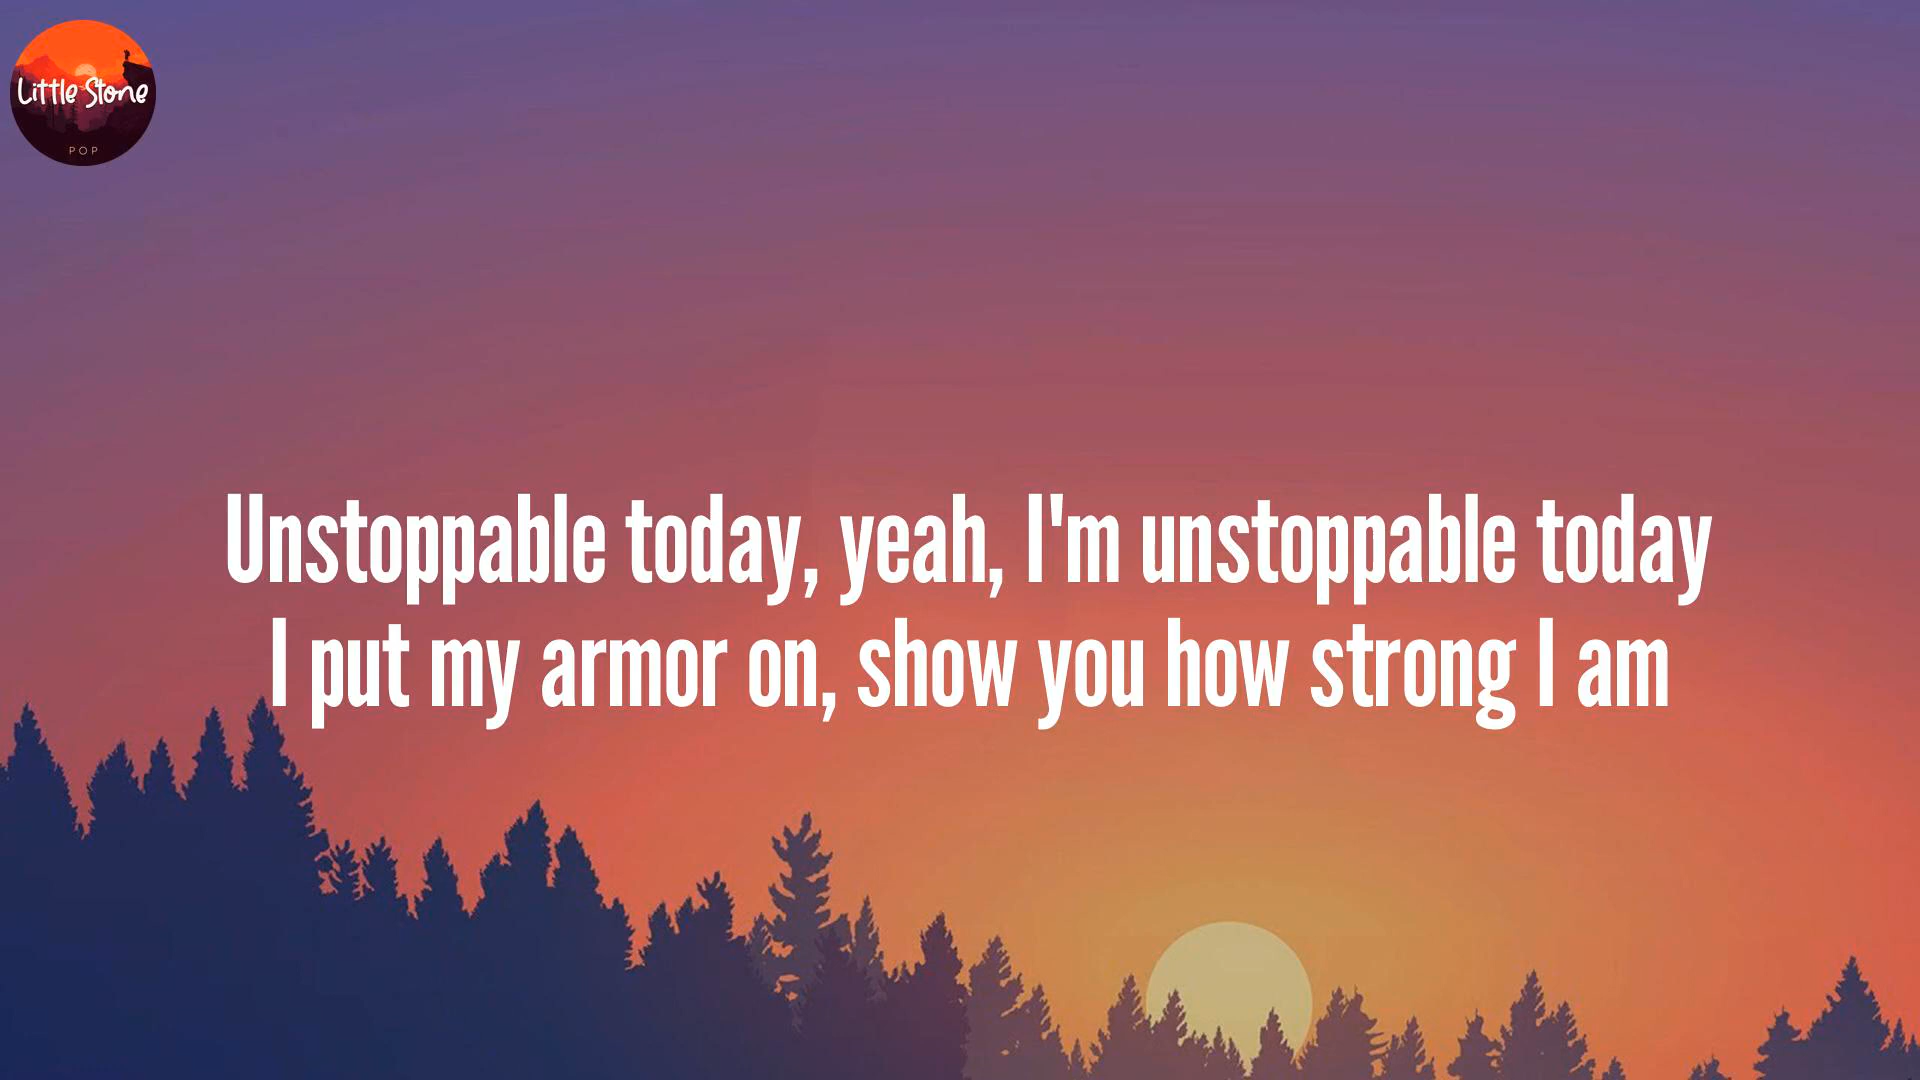 Little Stone
POP
Unstoppable today, yeah, I'm unstoppable today
I put my armor on, show you how strong I am